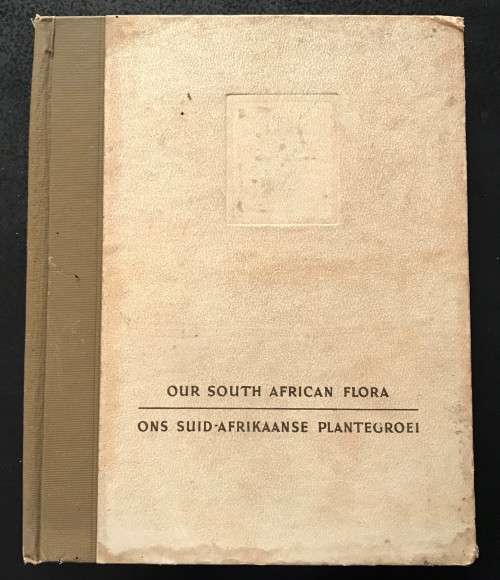 OUR SOUTH AFRICAN FLORA
ONS SUID-AFRIKAANSE PLANTEGROEI